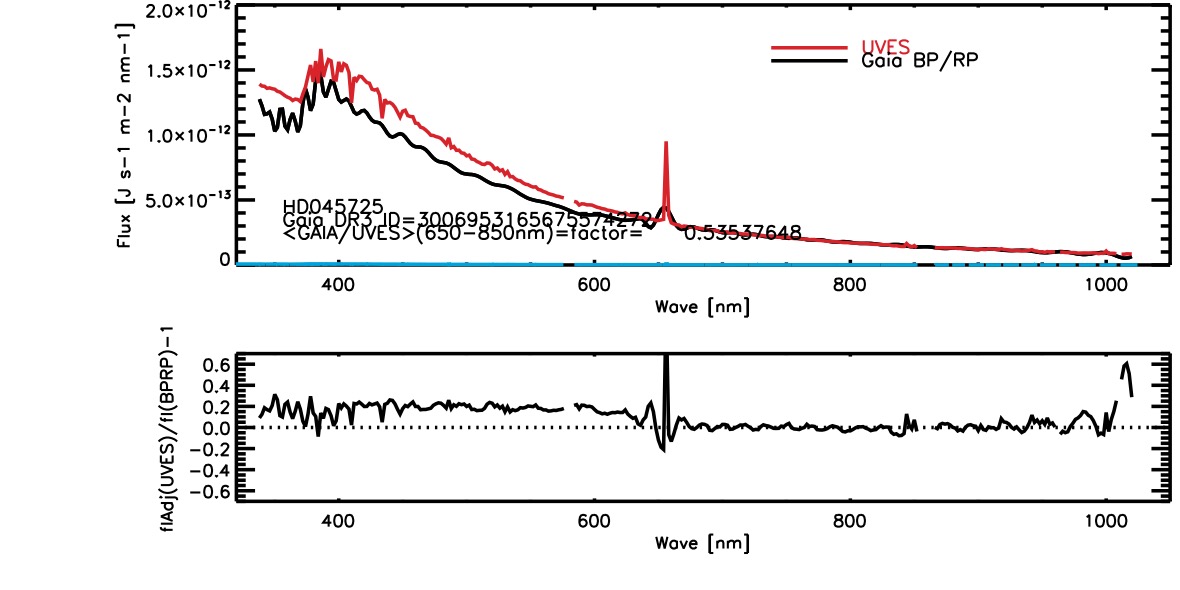 2.0×10−12
1.5×10−12
1.0×10−12
5.0×10−13
0
Flux [J s−1 m−2 nm−1]
UVES
Gaia BP/RP
HD045725
Gaia DR3 ID=3006953165675574272
<GAIA/UVES>(650−850nm)=factor= 0.53537648
400 600 800 1000
Wave [nm]
0.6
0.4
0.2
0.0
−0.2
−0.4
−0.6
flAdj(UVES)/fl(BPRP)−1
400 600 800 1000
Wave [nm]